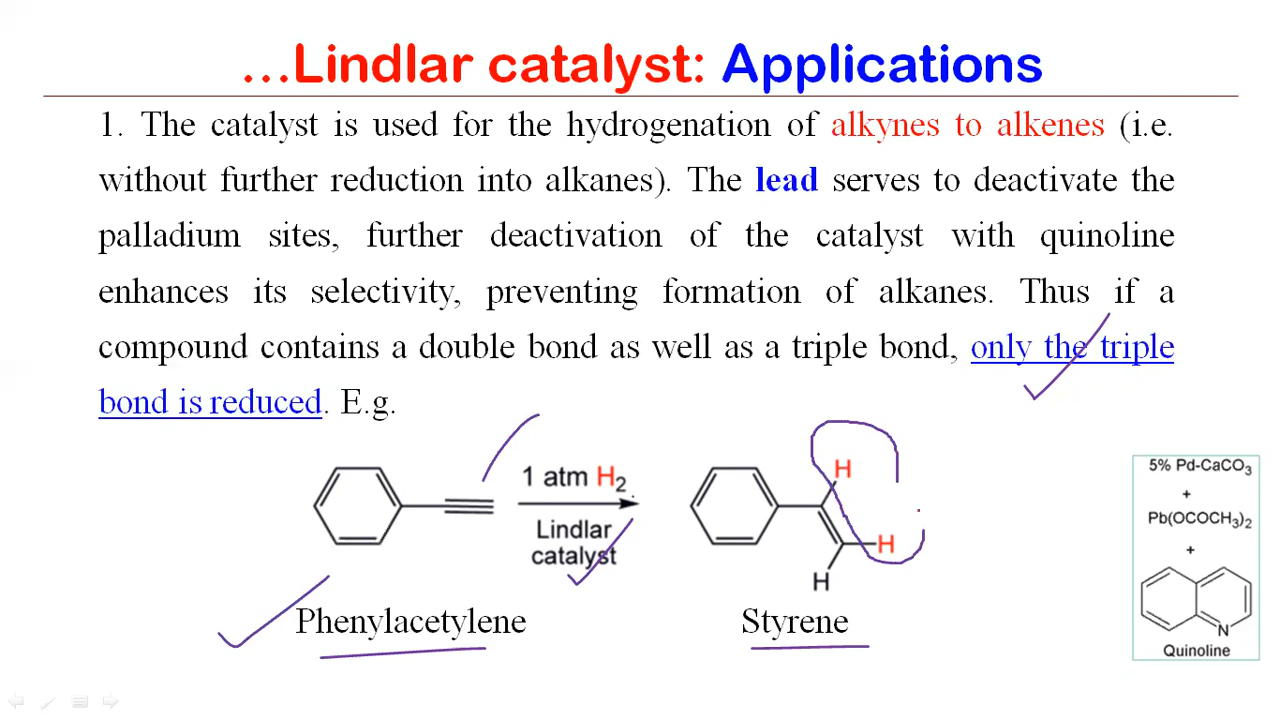 ...Lindlar catalyst: Applications
1. The catalyst is used for the hydrogenation of alkynes to alkenes (i.e.
without further reduction into alkanes). The lead serves to deactivate the
palladium sites, further deactivation of the catalyst with quinoline
enhances its selectivity, preventing formation of alkanes. Thus if a
compound contains a double bond as well as a triple bond, only the triple
bond is reduced. E.g.
1 atm H₂
Lindlar
catalyst
H
H
H
Phenylacetylene
Styrene
5% Pd-CaCO₃
+
Pb(OCOCH₃)₂
+
N
Quinoline